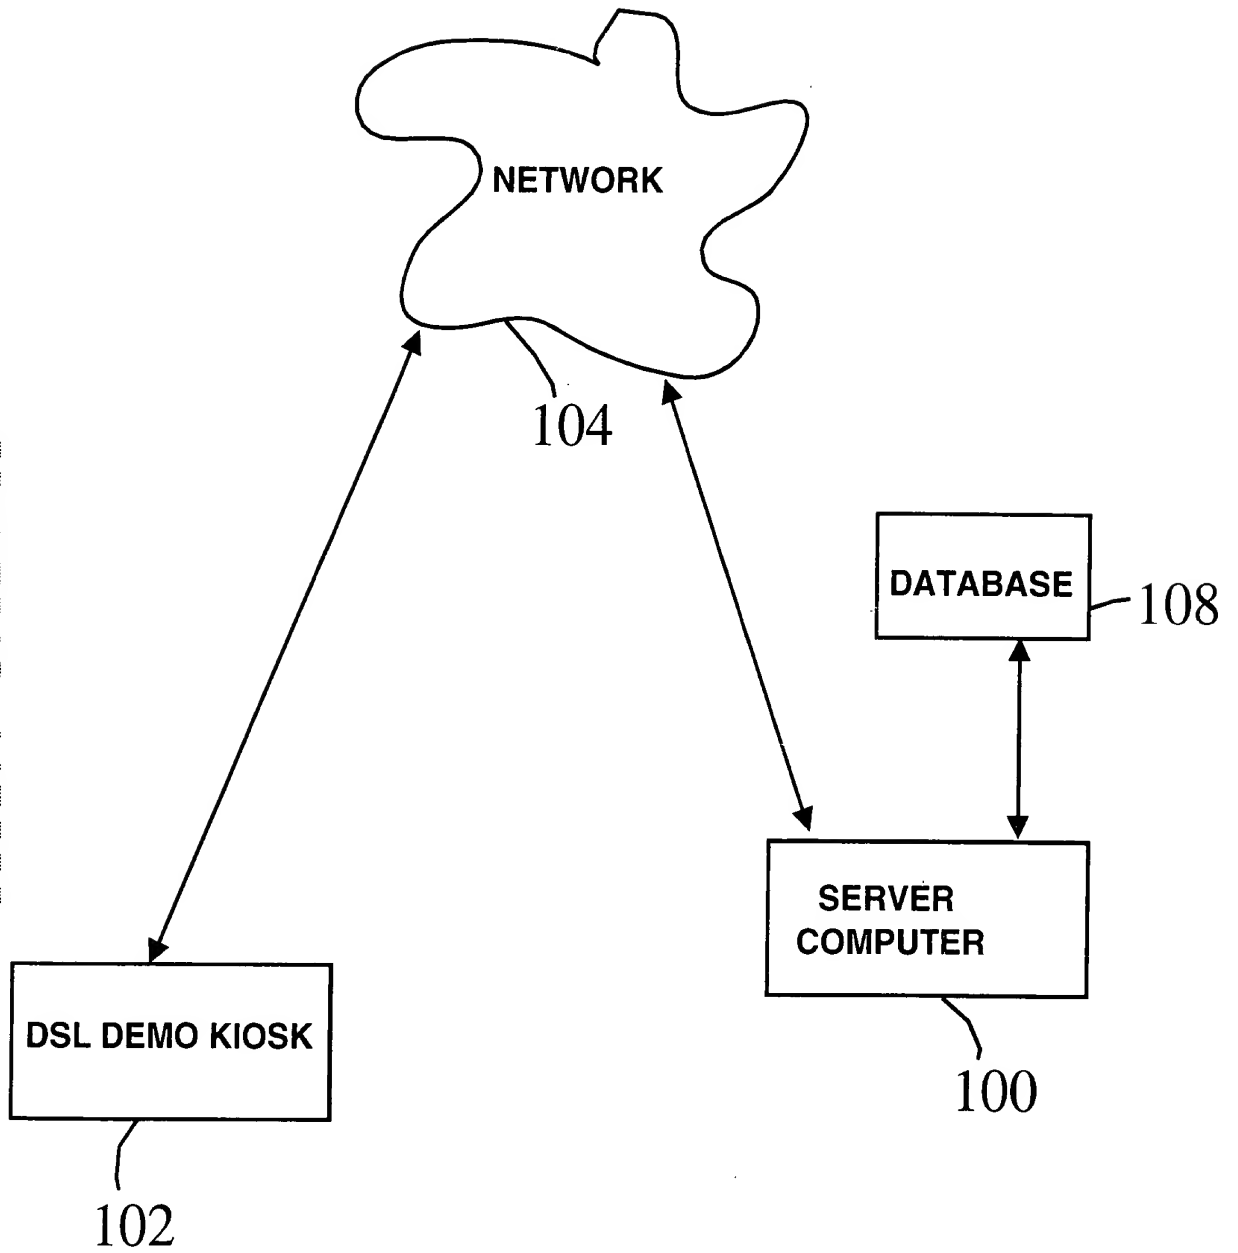 NETWORK
104
DATABASE
108
SERVER
COMPUTER
100
DSL DEMO KIOSK
102